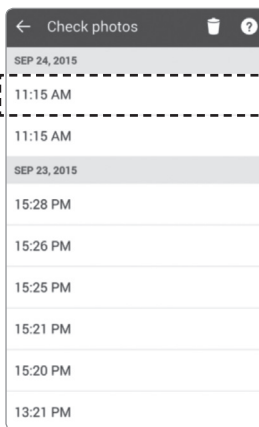 ← Check photos ?
SEP 24, 2015
11:15 AM
11:15 AM
SEP 23, 2015
15:28 PM
15:26 PM
15:25 PM
15:21 PM
15:20 PM
13:21 PM